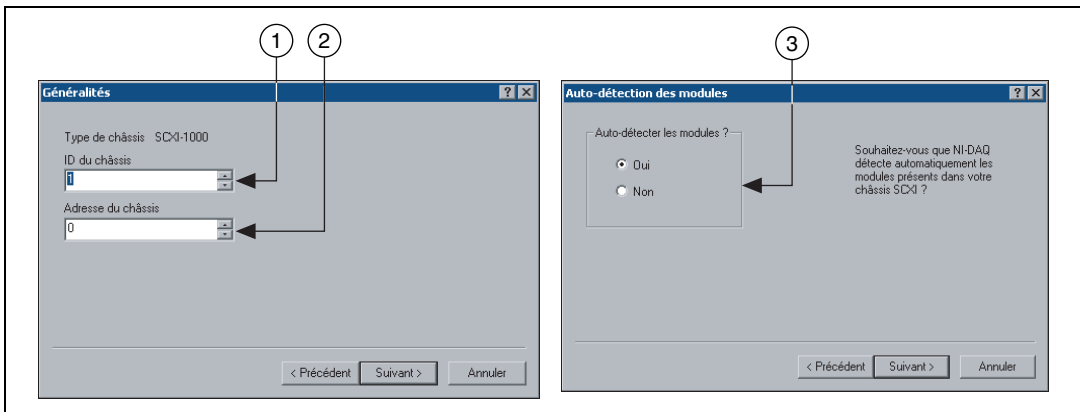 1
2
3
Généralités
Type de châssis SCXI-1000
ID du châssis
1
Adresse du châssis
0
< Précédent
Suivant >
Annuler
Auto-détection des modules
Auto-détecter les modules ?
Oui
Non
Souhaitez-vous que NI-DAQ
détecte automatiquement les
modules présents dans votre
châssis SCXI ?
< Précédent
Suivant >
Annuler